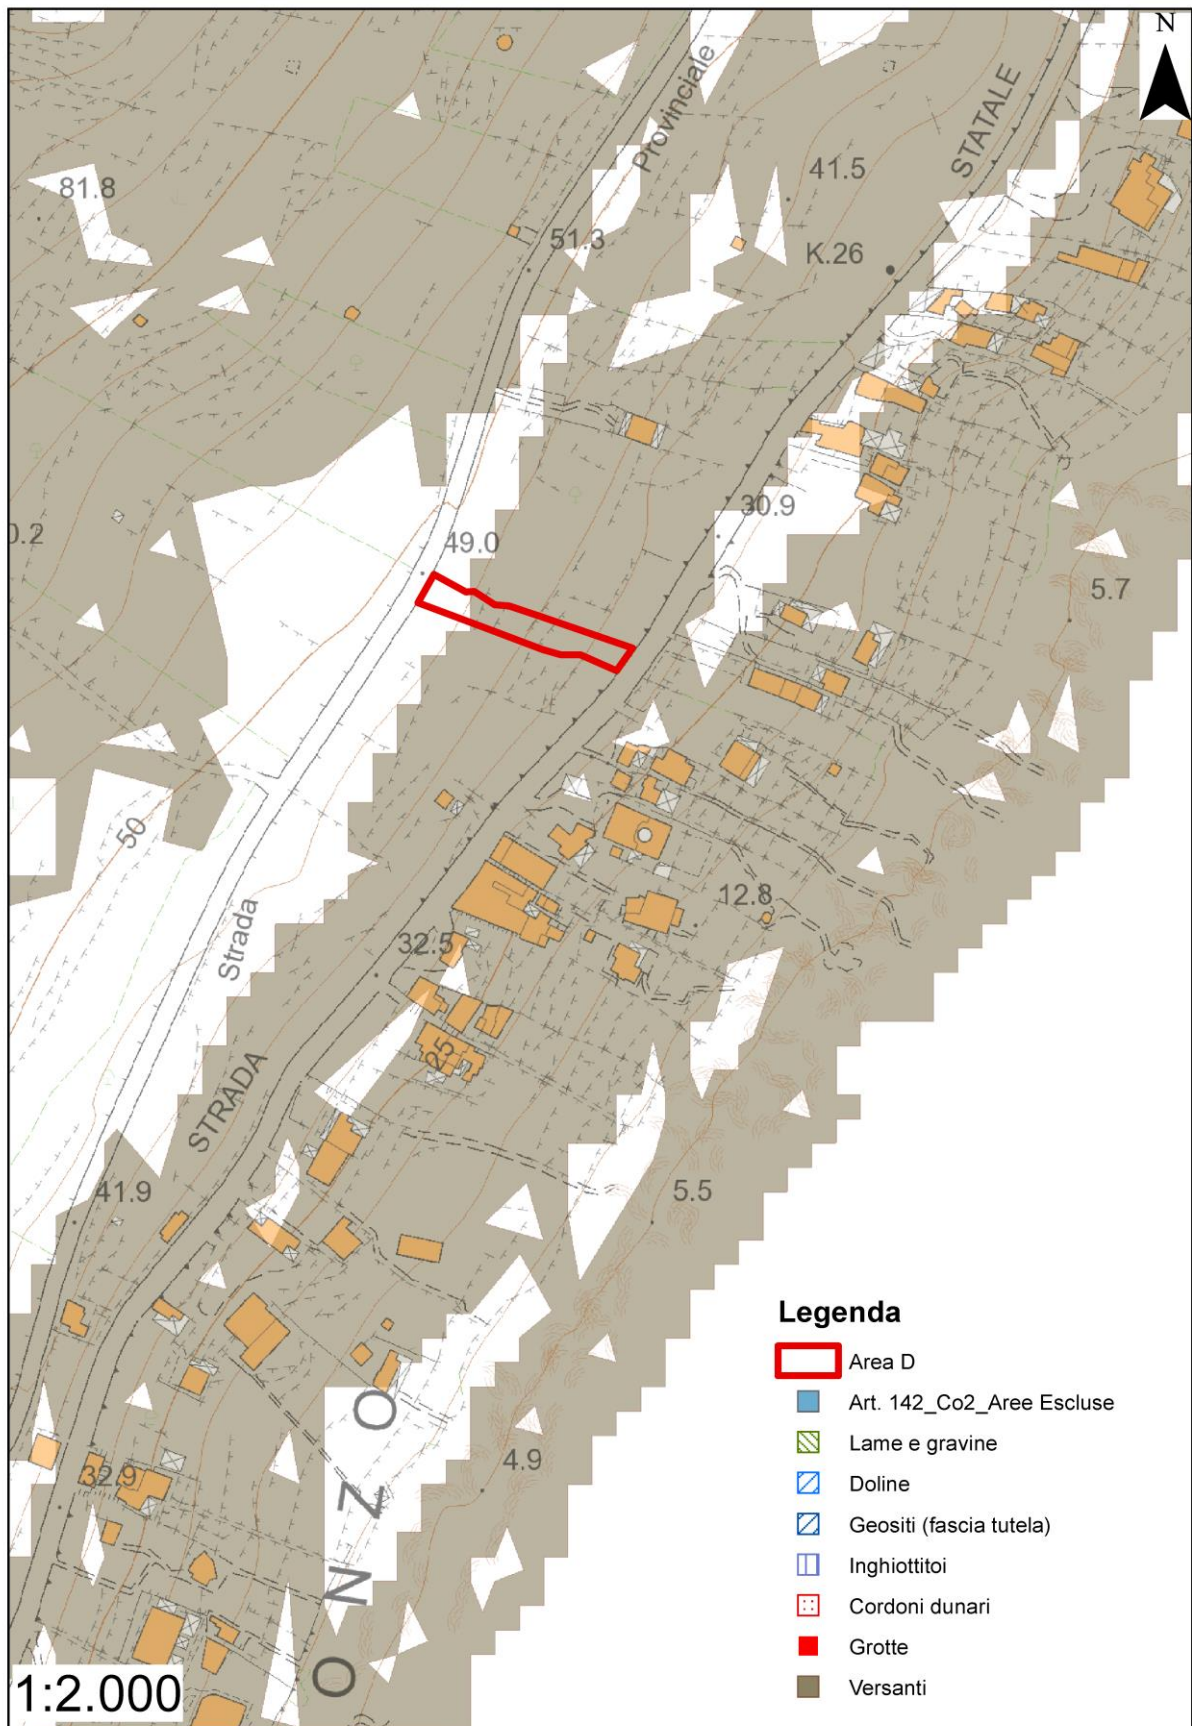 N
Provinciale
STATALE
81.8
41.5
51.3
K.26
30.9
0.2
49.0
5.7
50
12.8
Strada
32.5
25
STRADA
41.9
5.5
Legenda
Area D
Art. 142_Co2_Aree Escluse
Lame e gravine
Doline
Geositi (fascia tutela)
Inghiottitoi
Cordoni dunari
Grotte
Versanti
4.9
32.9
O N Z O
1:2.000